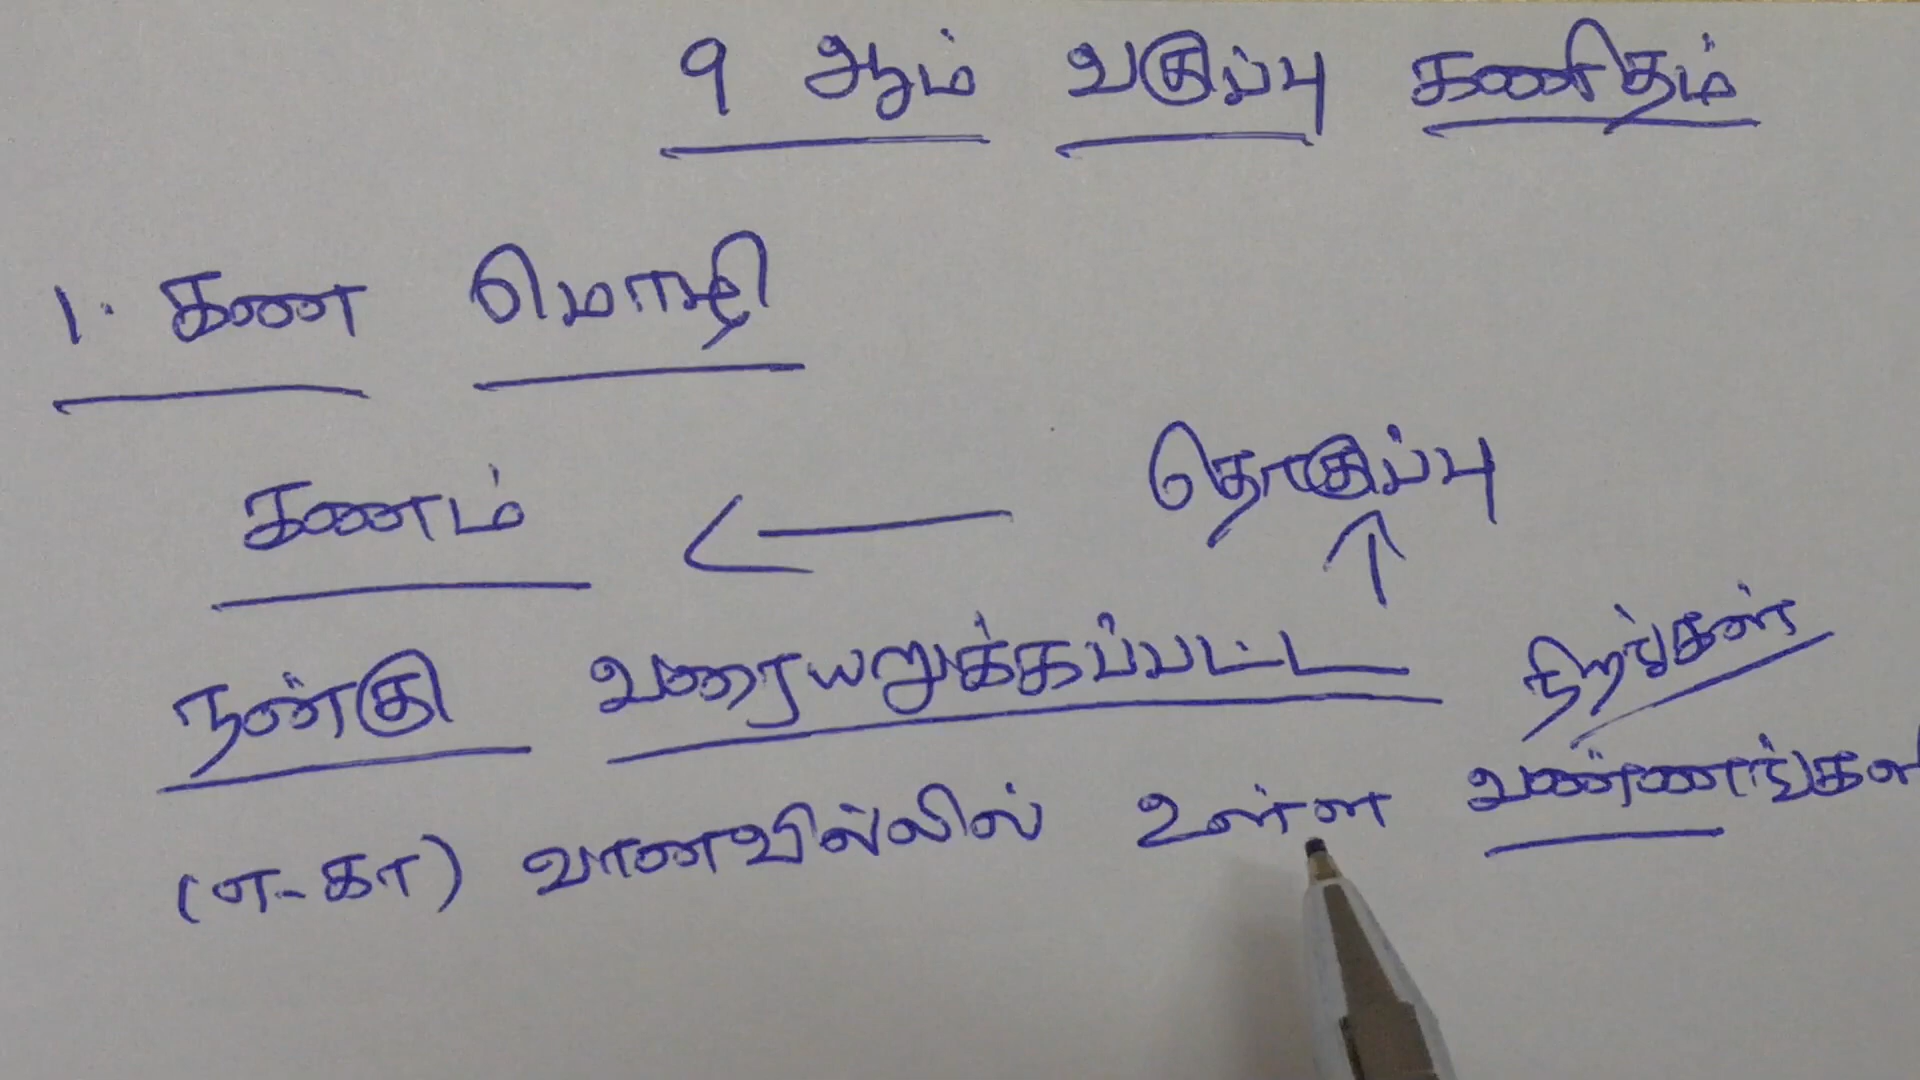 9 ஆம் வகுப்பு கணிதம்
1. கண மொழி
கணம் ← தொகுப்பு
↑
நன்கு வரையறுக்கப்பட்ட நிறங்கள்
(எ-கா) வானவில்லில் உள்ள வண்ணங்கள்